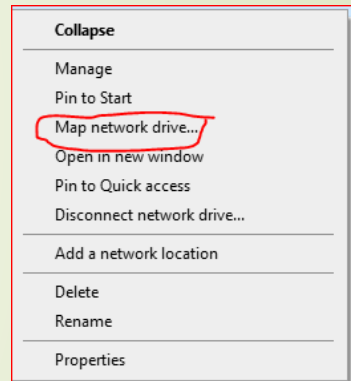 Collapse
Manage
Pin to Start
Map network drive...
Open in new window
Pin to Quick access
Disconnect network drive...
Add a network location
Delete
Rename
Properties